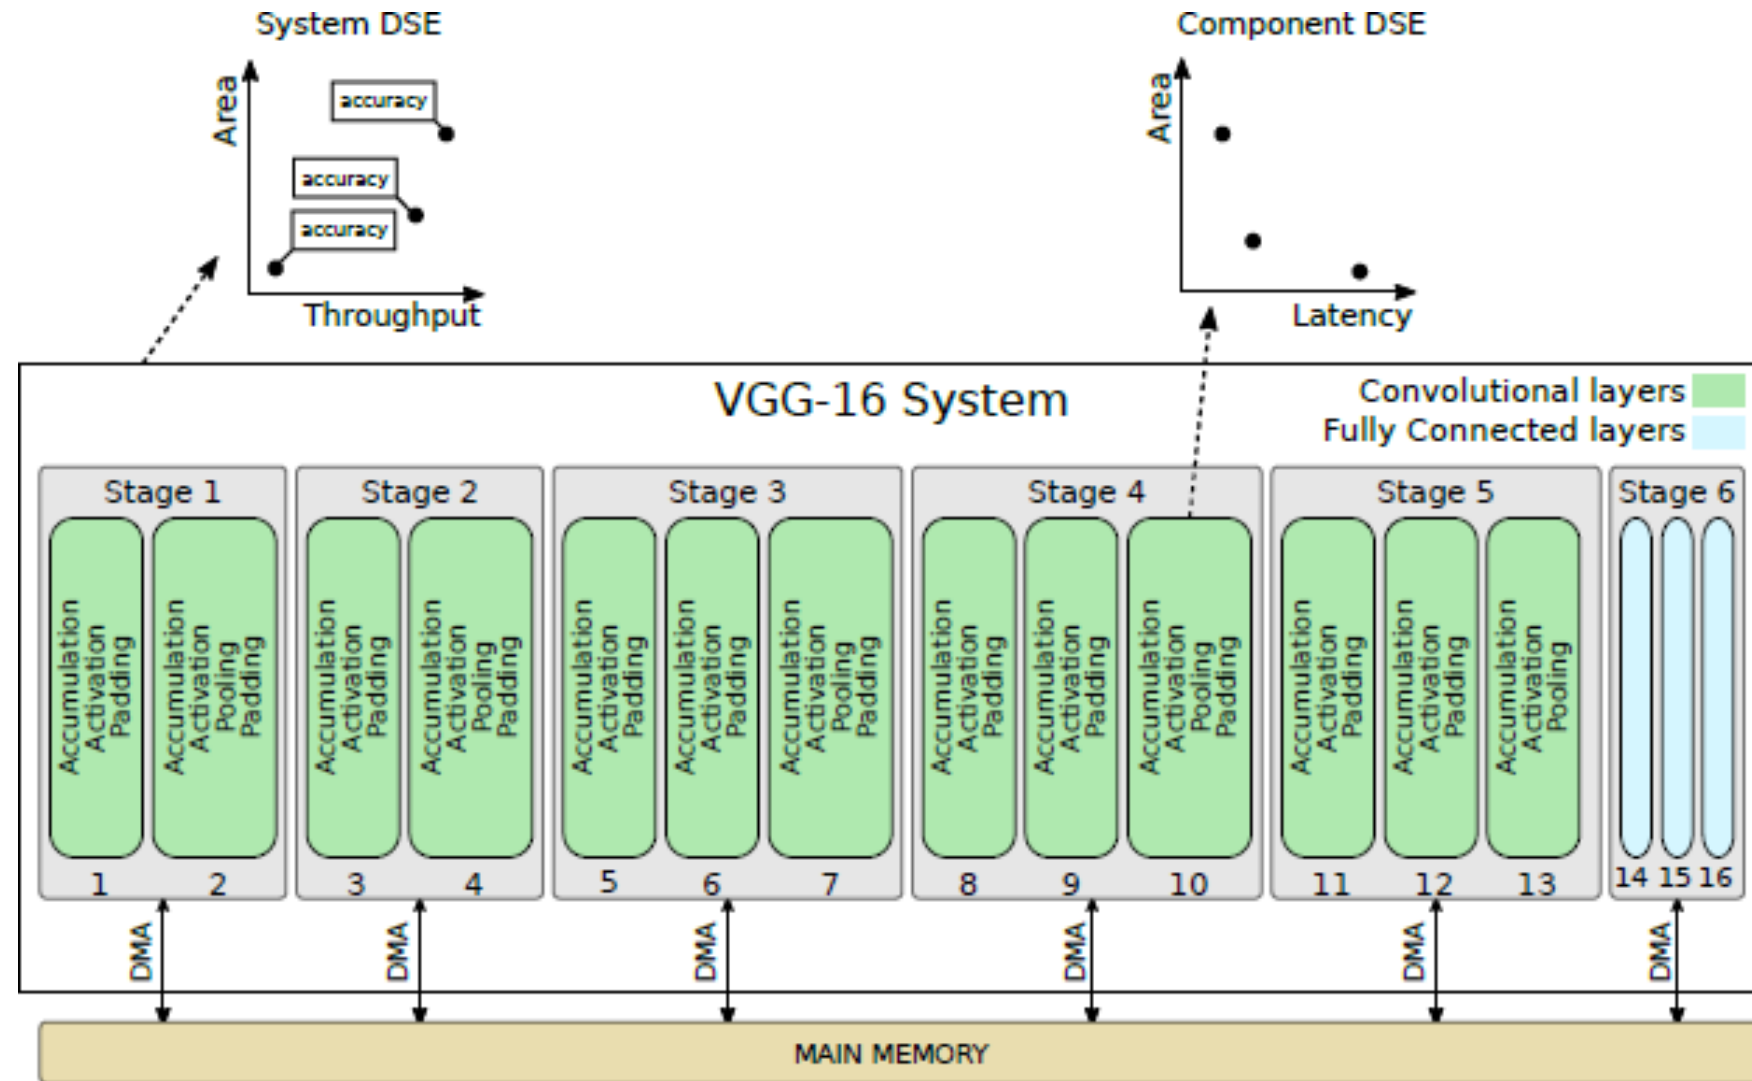 System DSE
Area
accuracy
accuracy
accuracy
Throughput
Component DSE
Area
Latency
VGG-16 System
Convolutional layers
Fully Connected layers
Stage 1
Accumulation
Activation
Padding
1
Accumulation
Activation
Pooling
Padding
2
Stage 2
Accumulation
Activation
Padding
3
Accumulation
Activation
Pooling
Padding
4
Stage 3
Accumulation
Activation
Padding
5
Accumulation
Activation
Padding
6
Accumulation
Activation
Pooling
Padding
7
Stage 4
Accumulation
Activation
Padding
8
Accumulation
Activation
Padding
9
Accumulation
Activation
Pooling
Padding
10
Stage 5
Accumulation
Activation
Padding
11
Accumulation
Activation
Padding
12
Accumulation
Activation
Pooling
13
Stage 6
14
15
16
DMA
DMA
DMA
DMA
DMA
DMA
MAIN MEMORY